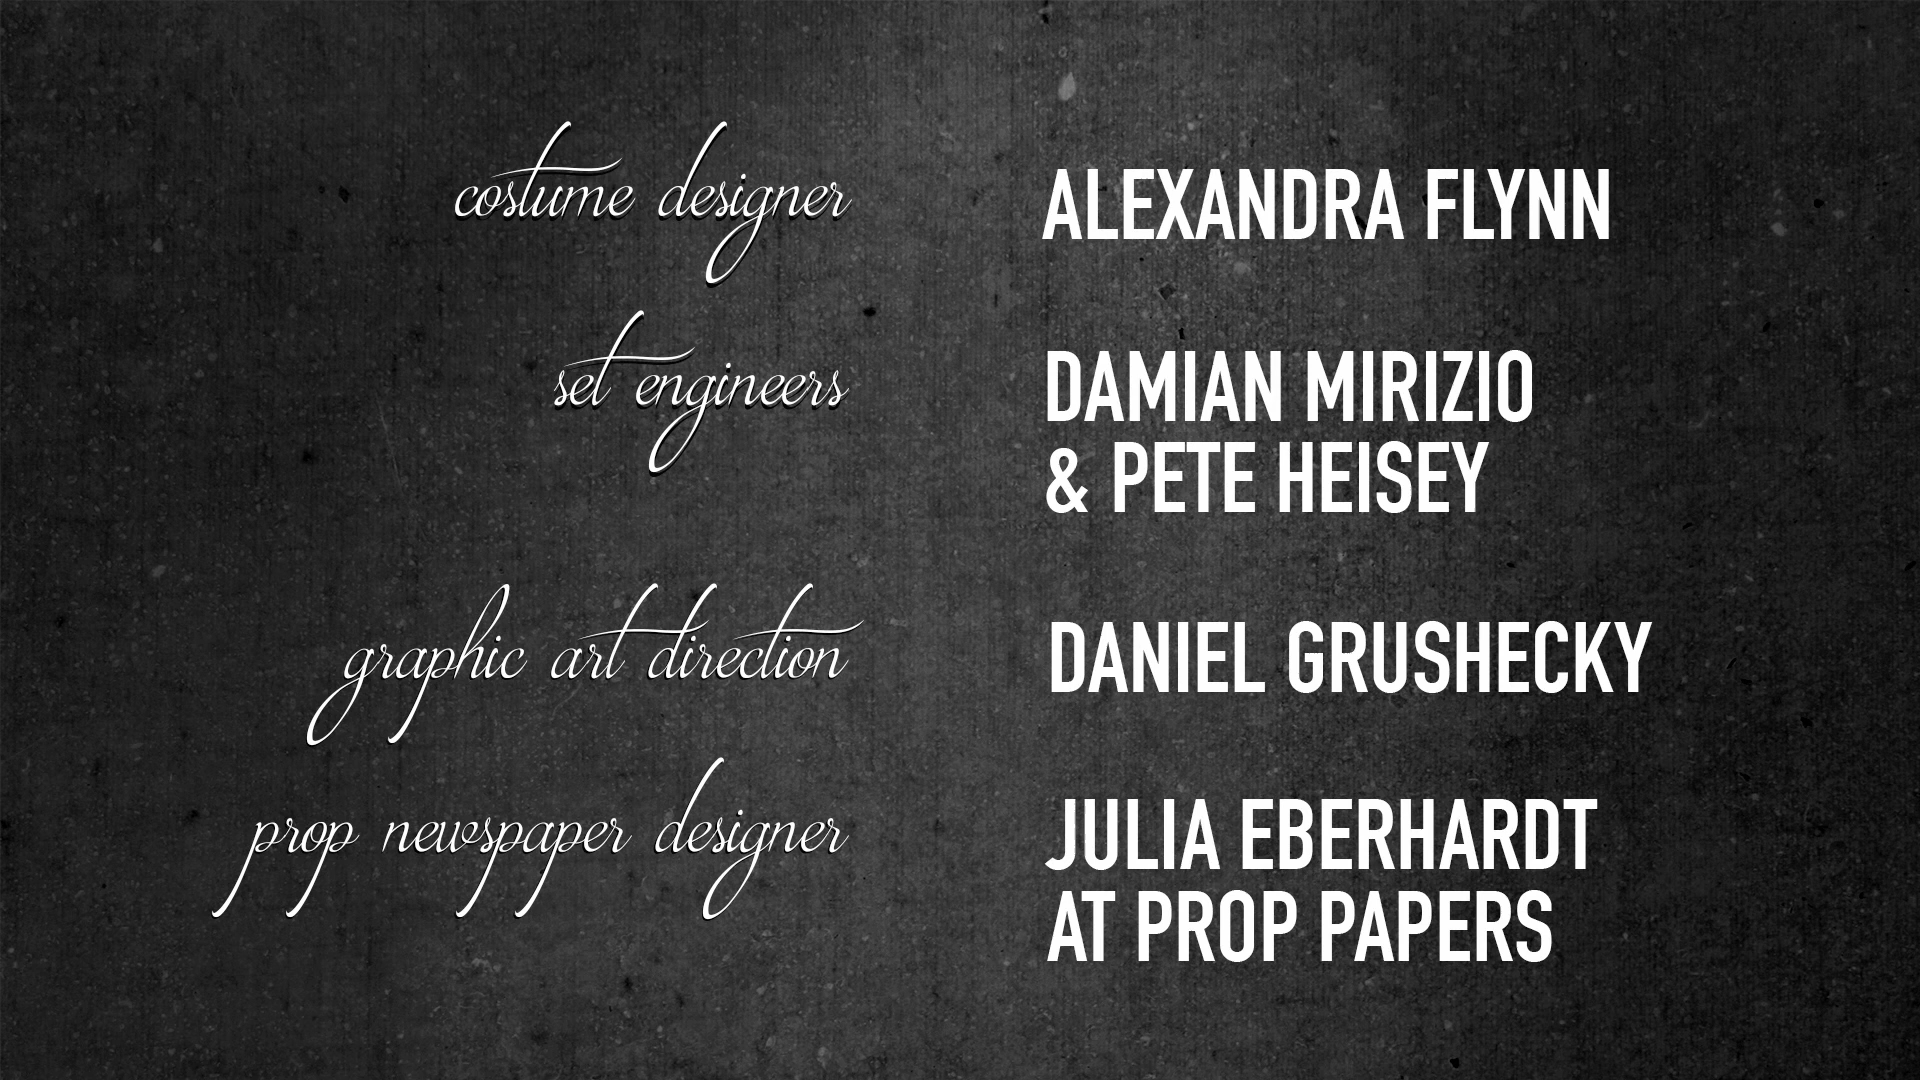 costume designer ALEXANDRA FLYNN
set engineers DAMIAN MIRIZIO
& PETE HEISEY
graphic art direction DANIEL GRUSHECKY
prop newspaper designer JULIA EBERHARDT
AT PROP PAPERS